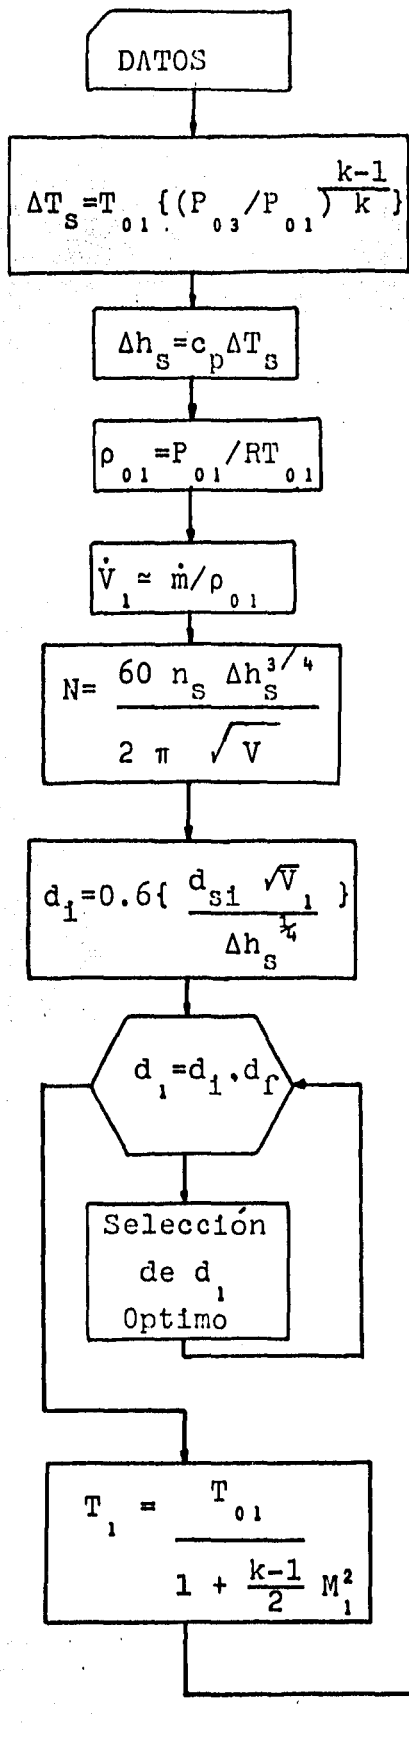 DATOS
ΔT_s=T_01{(P_03/P_01)^(k-1/k)}
Δh_s=c_pΔT_s
ρ_01=P_01/RT_01
V̇_1 ≃ ṁ/ρ_01
N= 60 n_s Δh_s^3/4 / 2 π √V
d_i=0.6{ d_si √V_1 / Δh_s^¼ }
d_1=d_i,d_f
Selección
de d_1
Optimo
T_1 = T_01 / 1 + k-1/2 M_1^2